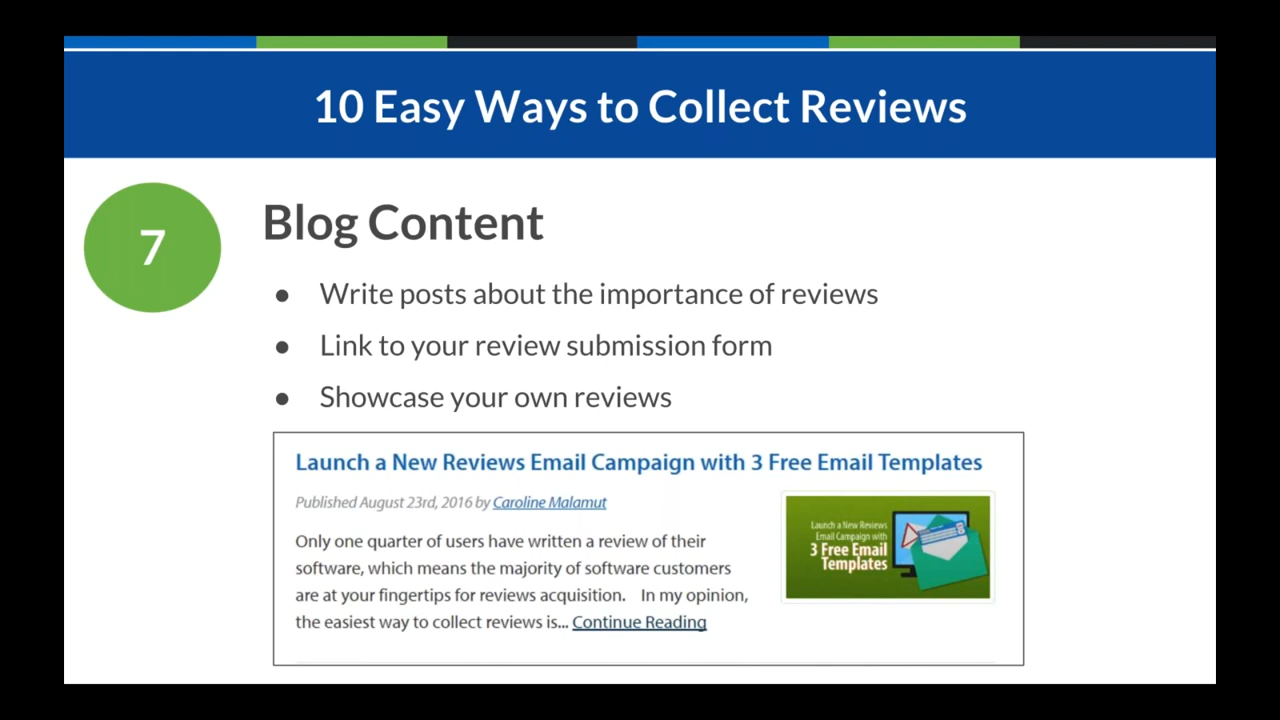 10 Easy Ways to Collect Reviews
7
Blog Content
● Write posts about the importance of reviews
● Link to your review submission form
● Showcase your own reviews
Launch a New Reviews Email Campaign with 3 Free Email Templates
Published August 23rd, 2016 by Caroline Malamut
Only one quarter of users have written a review of their
software, which means the majority of software customers
are at your fingertips for reviews acquisition. In my opinion,
the easiest way to collect reviews is... Continue Reading
Launch a New Reviews
Email Campaign with
3 Free Email
Templates